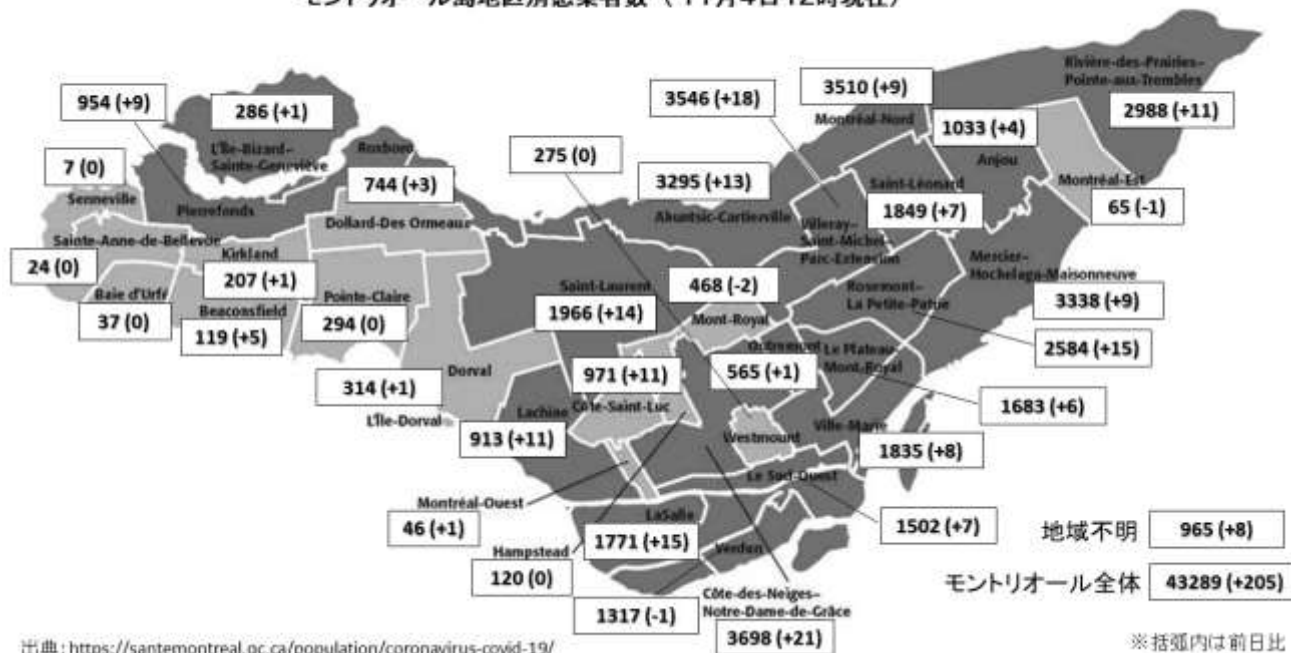 モントリオール島地区別感染者数（11月4日12時現在）
954 (+9)
286 (+1)
L'Île-Bizard–
Sainte-Geneviève
Roxboro
7 (0)
Senneville
Pierrefonds
744 (+3)
Dollard-Des Ormeaux
Sainte-Anne-de-Bellevue
24 (0)
Kirkland
207 (+1)
Baie d'Urfé
37 (0)
Beaconsfield
119 (+5)
Pointe-Claire
294 (0)
314 (+1)
Dorval
L'Île-Dorval
275 (0)
3546 (+18)
3510 (+9)
Montréal-Nord
Rivière-des-Prairies–
Pointe-aux-Trembles
2988 (+11)
1033 (+4)
Anjou
Montréal-Est
65 (-1)
3295 (+13)
Ahuntsic-Cartierville
Saint-Léonard
1849 (+7)
Villeray–
Saint-Michel–
Parc-Extension
Mercier–
Hochelaga-Maisonneuve
3338 (+9)
Saint-Laurent
1966 (+14)
468 (-2)
Mont-Royal
Rosemont–
La Petite-Patrie
2584 (+15)
Outremont
565 (+1)
Le Plateau–
Mont-Royal
1683 (+6)
971 (+11)
Côte-Saint-Luc
Lachine
913 (+11)
Westmount
Ville-Marie
1835 (+8)
Le Sud-Ouest
1502 (+7)
Montréal-Ouest
46 (+1)
Hampstead
120 (0)
LaSalle
1771 (+15)
Verdun
1317 (-1)
Côte-des-Neiges–
Notre-Dame-de-Grâce
3698 (+21)
地域不明 965 (+8)
モントリオール全体 43289 (+205)
出典: https://santemontreal.qc.ca/population/coronavirus-covid-19/
※括弧内は前日比